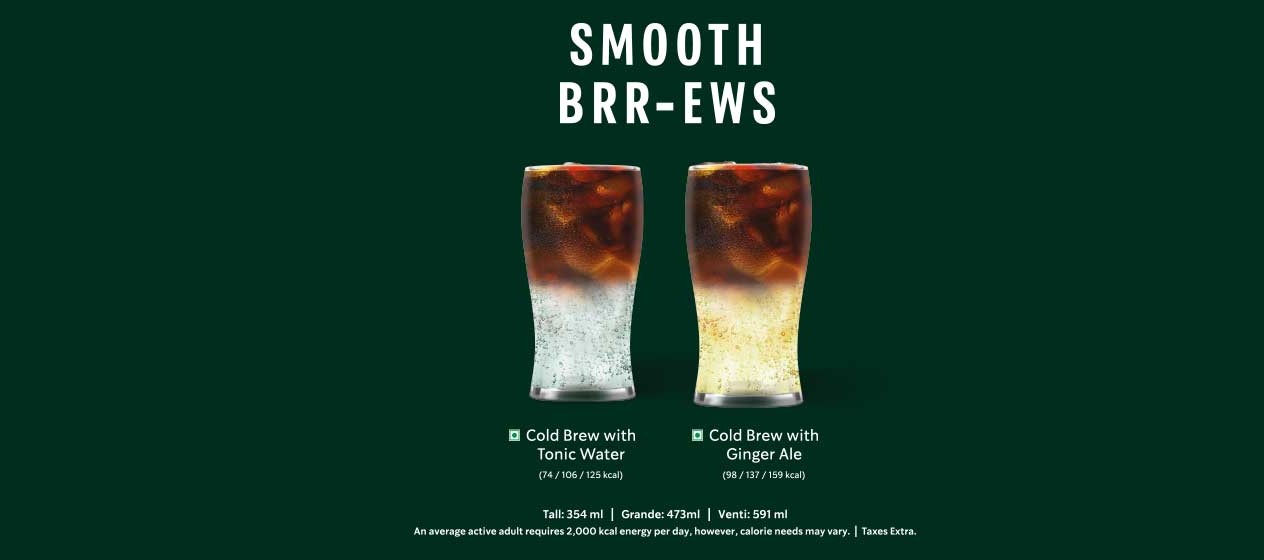 SMOOTH
BRR-EWS
Cold Brew with
Tonic Water
(74 / 106 / 125 kcal)
Cold Brew with
Ginger Ale
(98 / 137 / 159 kcal)
Tall: 354 ml | Grande: 473ml | Venti: 591 ml
An average active adult requires 2,000 kcal energy per day, however, calorie needs may vary. | Taxes Extra.